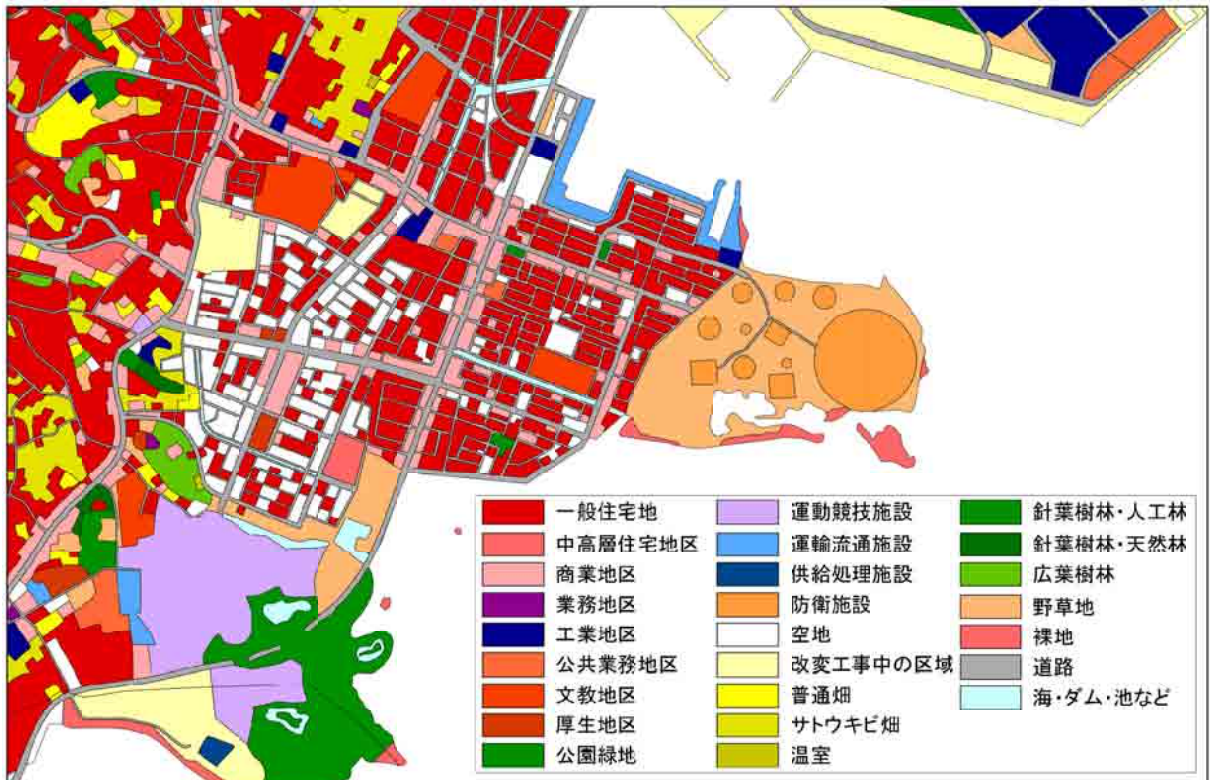 一般住宅地
中高層住宅地区
商業地区
業務地区
工業地区
公共業務地区
文教地区
厚生地区
公園緑地
運動競技施設
運輸流通施設
供給処理施設
防衛施設
空地
改変工事中の区域
普通畑
サトウキビ畑
温室
針葉樹林・人工林
針葉樹林・天然林
広葉樹林
野草地
裸地
道路
海・ダム・池など